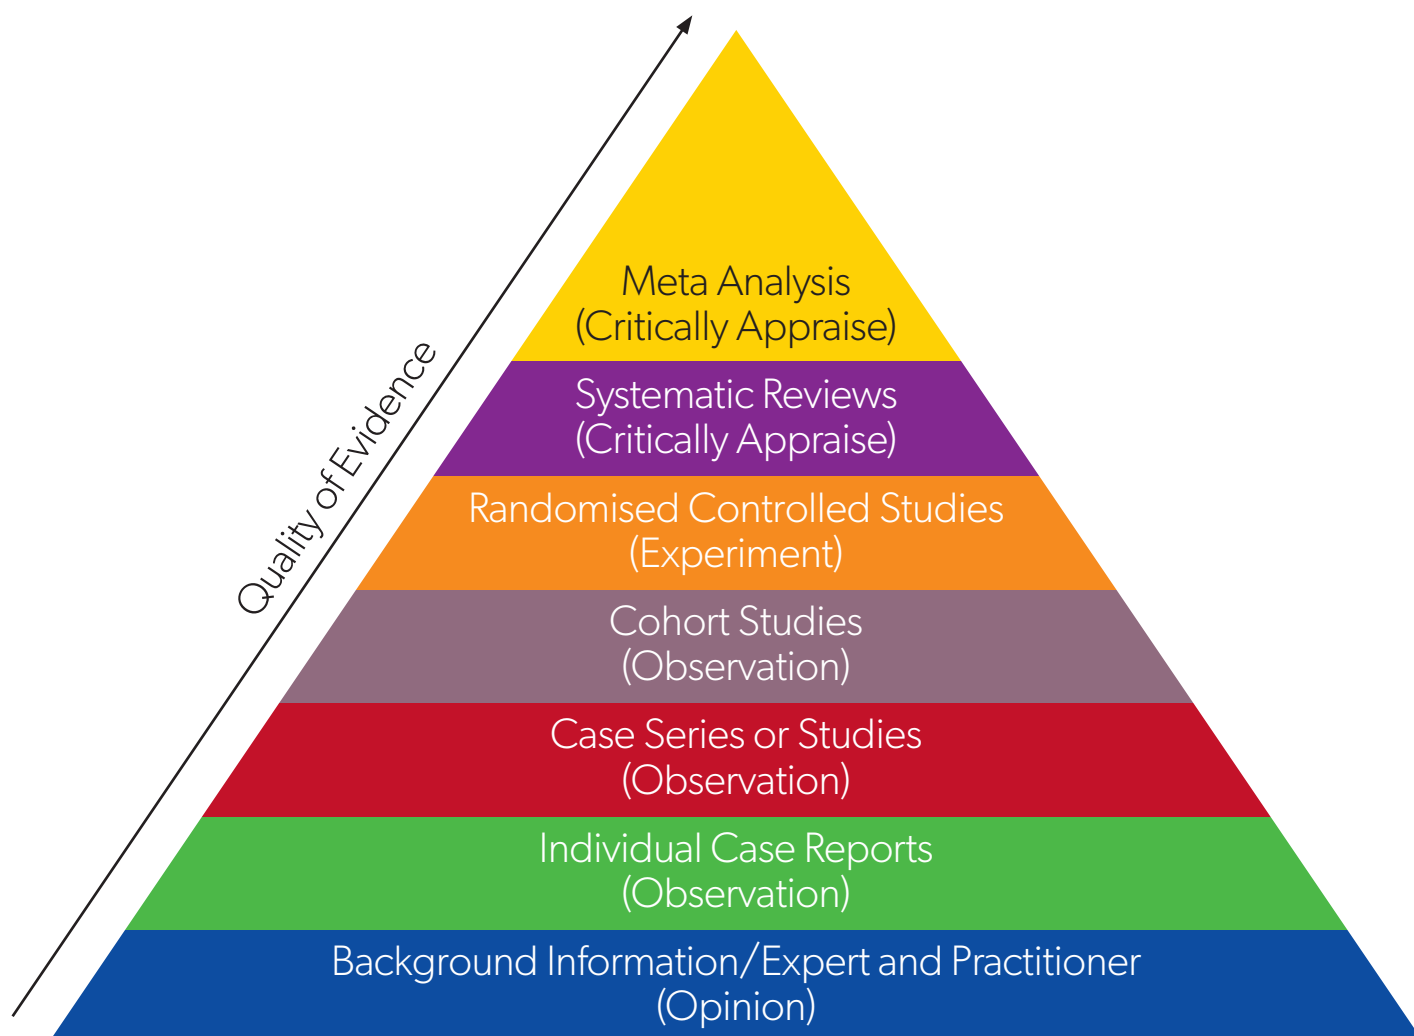 Quality of Evidence
Meta Analysis
(Critically Appraise)
Systematic Reviews
(Critically Appraise)
Randomised Controlled Studies
(Experiment)
Cohort Studies
(Observation)
Case Series or Studies
(Observation)
Individual Case Reports
(Observation)
Background Information/Expert and Practitioner
(Opinion)